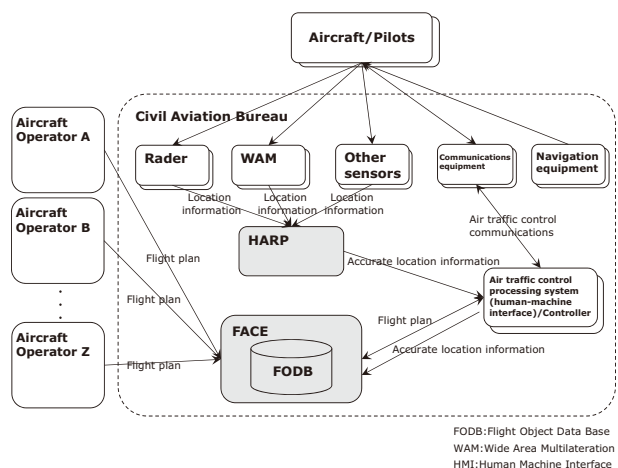 Aircraft/Pilots
Civil Aviation Bureau
Aircraft
Operator A
Rader
WAM
Other
sensors
Communications
equipment
Navigation
equipment
Location
information
Location
information
Location
information
Aircraft
Operator B
HARP
Air traffic control
communications
Flight plan
Accurate location information
Air traffic control
processing system
(human-machine
interface)/Controller
Flight plan
Aircraft
Operator Z
FACE
FODB
Flight plan
Flight plan
Accurate location information
FODB:Flight Object Data Base
WAM:Wide Area Multilateration
HMI:Human Machine Interface